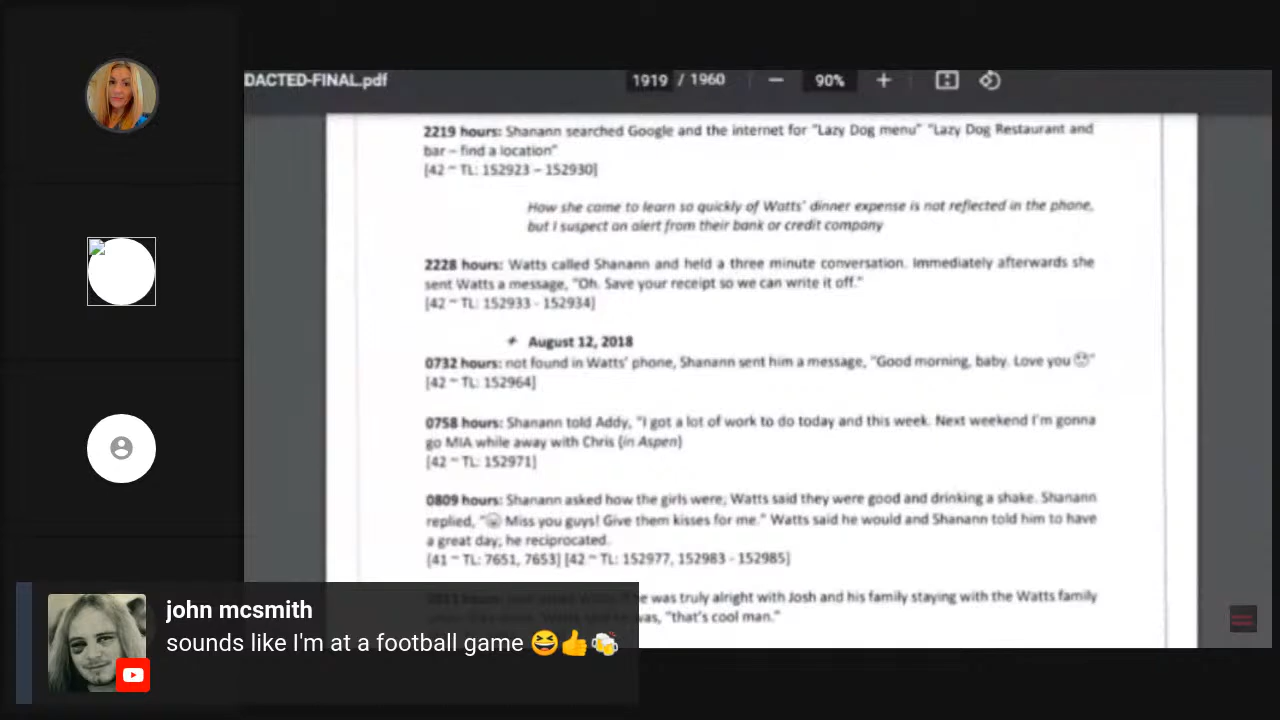 DACTED-FINAL.pdf
1919 / 1960
90%
2219 hours: Shanann searched Google and the internet for "Lazy Dog menu" "Lazy Dog Restaurant and
bar – find a location"
[42 ~ TL: 152923 – 152930]
How she came to learn so quickly of Watts' dinner expense is not reflected in the phone,
but I suspect an alert from their bank or credit company
2228 hours: Watts called Shanann and held a three minute conversation. Immediately afterwards she
sent Watts a message, "Oh. Save your receipt so we can write it off."
[42 ~ TL: 152933 - 152934]
+ August 12, 2018
0732 hours: not found in Watts' phone, Shanann sent him a message, "Good morning, baby. Love you 😍"
[42 ~ TL: 152964]
0758 hours: Shanann told Addy, "I got a lot of work to do today and this week. Next weekend I'm gonna
go MIA while away with Chris (in Aspen)
[42 ~ TL: 152971]
0809 hours: Shanann asked how the girls were; Watts said they were good and drinking a shake. Shanann
replied, "😭 Miss you guys! Give them kisses for me." Watts said he would and Shanann told him to have
a great day; he reciprocated.
[41 ~ TL: 7651, 7653] [42 ~ TL: 152977, 152983 - 152985]
was truly alright with Josh and his family staying with the Watts family
was, "that's cool man."
john mcsmith
sounds like I'm at a football game 😆👍🍻